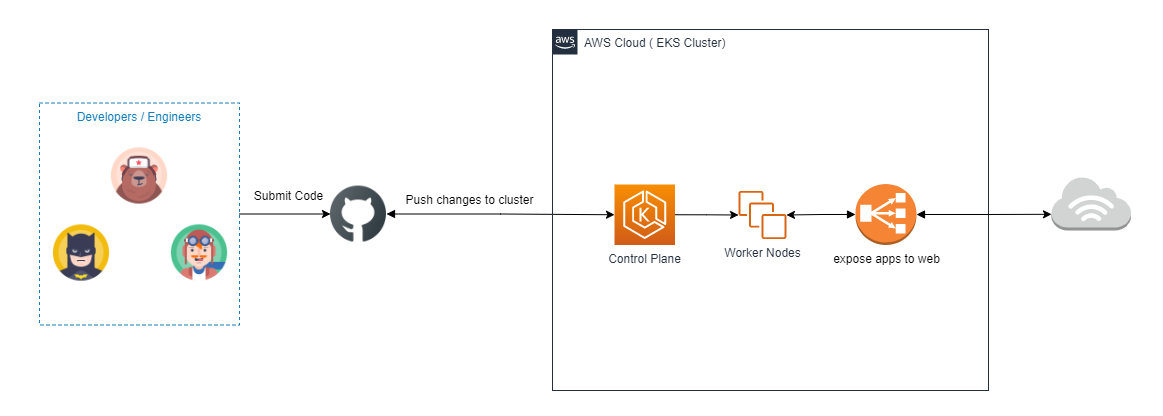 aws
AWS Cloud ( EKS Cluster)
Developers / Engineers
Submit Code
Push changes to cluster
K
Control Plane
Worker Nodes
expose apps to web